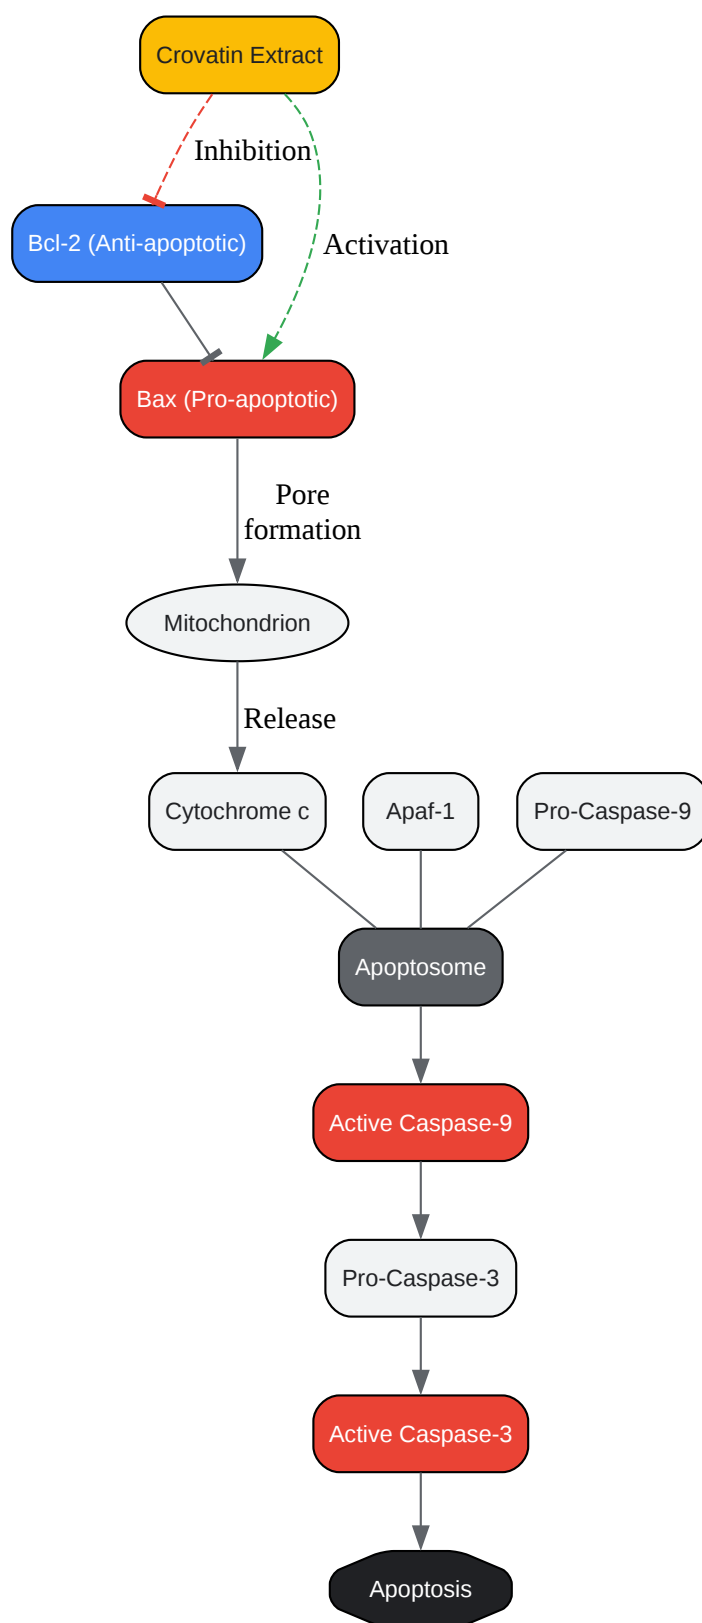 Crovatin Extract
Inhibition
Bcl-2 (Anti-apoptotic)
Activation
Bax (Pro-apoptotic)
Pore
formation
Mitochondrion
Release
Cytochrome c
Apaf-1
Pro-Caspase-9
Apoptosome
Active Caspase-9
Pro-Caspase-3
Active Caspase-3
Apoptosis